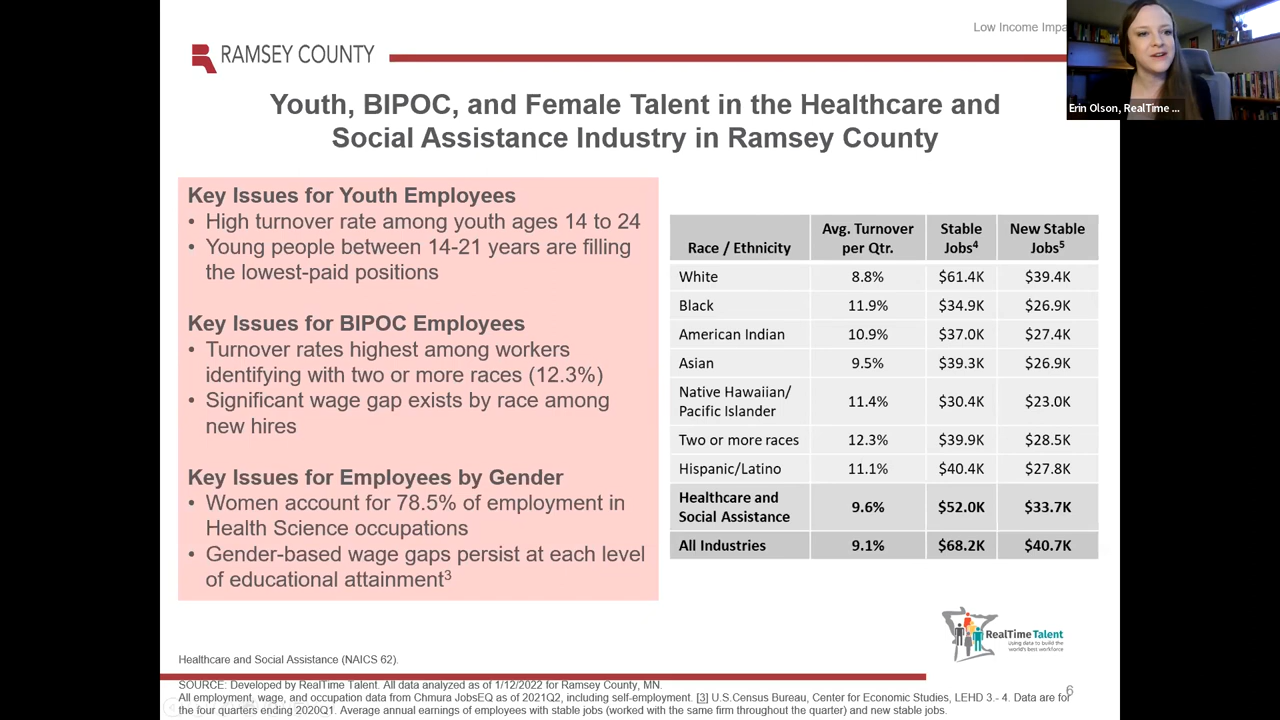 Low Income Impa
RAMSEY COUNTY
Erin Olson, RealTime ...
Youth, BIPOC, and Female Talent in the Healthcare and
Social Assistance Industry in Ramsey County
Key Issues for Youth Employees
• High turnover rate among youth ages 14 to 24
• Young people between 14-21 years are filling
the lowest-paid positions
Key Issues for BIPOC Employees
• Turnover rates highest among workers
identifying with two or more races (12.3%)
• Significant wage gap exists by race among
new hires
Key Issues for Employees by Gender
• Women account for 78.5% of employment in
Health Science occupations
• Gender-based wage gaps persist at each level
of educational attainment³
Race / Ethnicity Avg. Turnover per Qtr. Stable Jobs⁴ New Stable Jobs⁵
White 8.8% $61.4K $39.4K
Black 11.9% $34.9K $26.9K
American Indian 10.9% $37.0K $27.4K
Asian 9.5% $39.3K $26.9K
Native Hawaiian/ Pacific Islander 11.4% $30.4K $23.0K
Two or more races 12.3% $39.9K $28.5K
Hispanic/Latino 11.1% $40.4K $27.8K
Healthcare and Social Assistance 9.6% $52.0K $33.7K
All Industries 9.1% $68.2K $40.7K
RealTime Talent
Using data to build the
world's best workforce
Healthcare and Social Assistance (NAICS 62).
SOURCE: Developed by RealTime Talent. All data analyzed as of 1/12/2022 for Ramsey County, MN.
All employment, wage, and occupation data from Chmura JobsEQ as of 2021Q2, including self-employment. [3] U.S.Census Bureau, Center for Economic Studies, LEHD 3.- 4. Data are for
the four quarters ending 2020Q1. Average annual earnings of employees with stable jobs (worked with the same firm throughout the quarter) and new stable jobs.
6